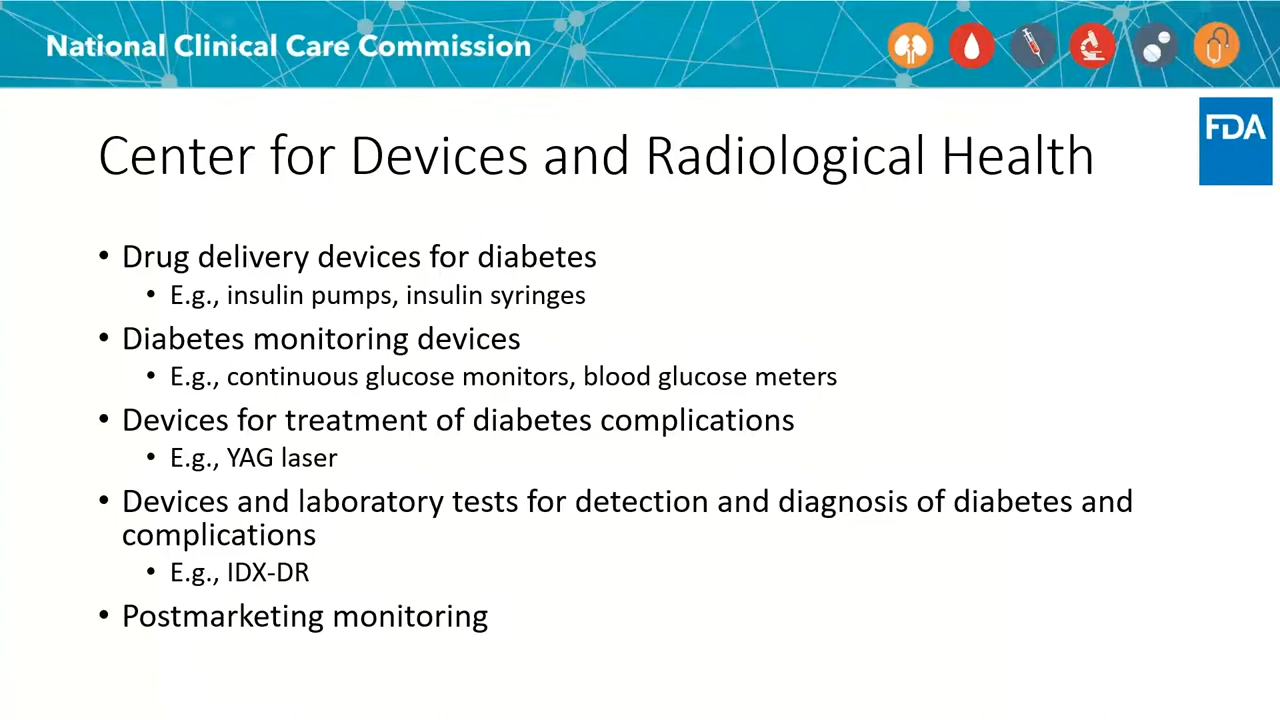 National Clinical Care Commission
FDA
Center for Devices and Radiological Health
• Drug delivery devices for diabetes
• E.g., insulin pumps, insulin syringes
• Diabetes monitoring devices
• E.g., continuous glucose monitors, blood glucose meters
• Devices for treatment of diabetes complications
• E.g., YAG laser
• Devices and laboratory tests for detection and diagnosis of diabetes and
complications
• E.g., IDX-DR
• Postmarketing monitoring